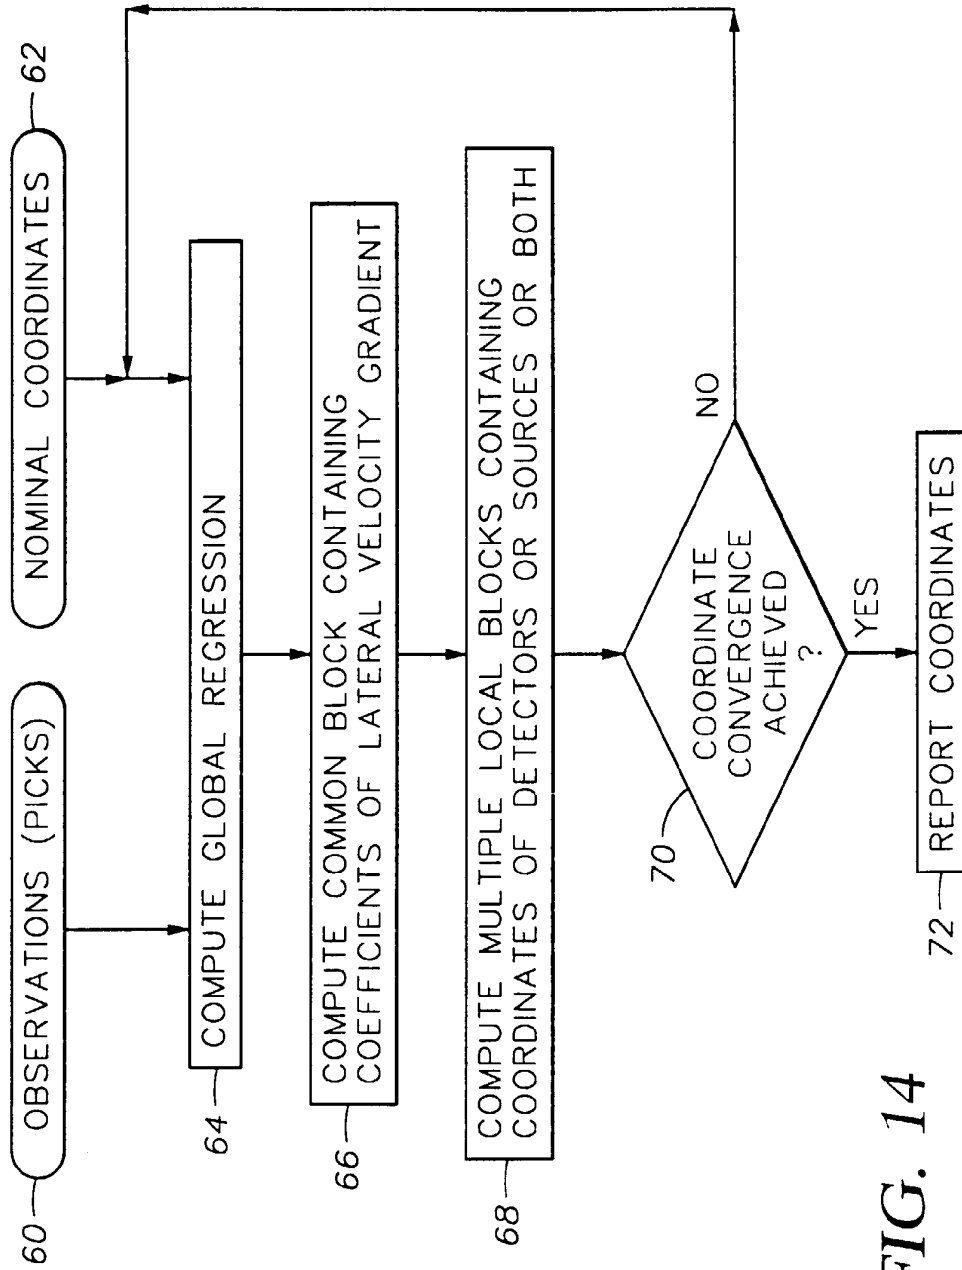 60
OBSERVATIONS (PICKS)
NOMINAL COORDINATES
62
64
COMPUTE GLOBAL REGRESSION
66
COMPUTE COMMON BLOCK CONTAINING
COEFFICIENTS OF LATERAL VELOCITY GRADIENT
68
COMPUTE MULTIPLE LOCAL BLOCKS CONTAINING
COORDINATES OF DETECTORS OR SOURCES OR BOTH
70
COORDINATE
CONVERGENCE
ACHIEVED
?
NO
YES
72
REPORT COORDINATES
FIG. 14